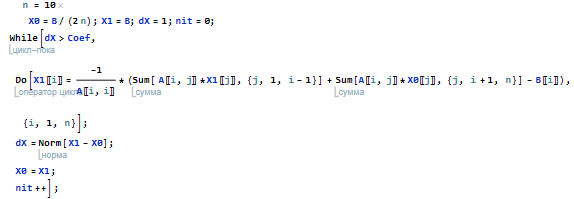 n = 10 ×
X0 = B / (2 n); X1 = B; dX = 1; nit = 0;
While[dX > Coef,
цикл-пока
Do[X1[[i]] = -1 / A[[i, i]] * (Sum[A[[i, j]] * X1[[j]], {j, 1, i - 1}] + Sum[A[[i, j]] * X0[[j]], {j, i + 1, n}] - B[[i]]),
оператор цикла сумма сумма
{i, 1, n}];
dX = Norm[X1 - X0];
норма
X0 = X1;
nit ++];